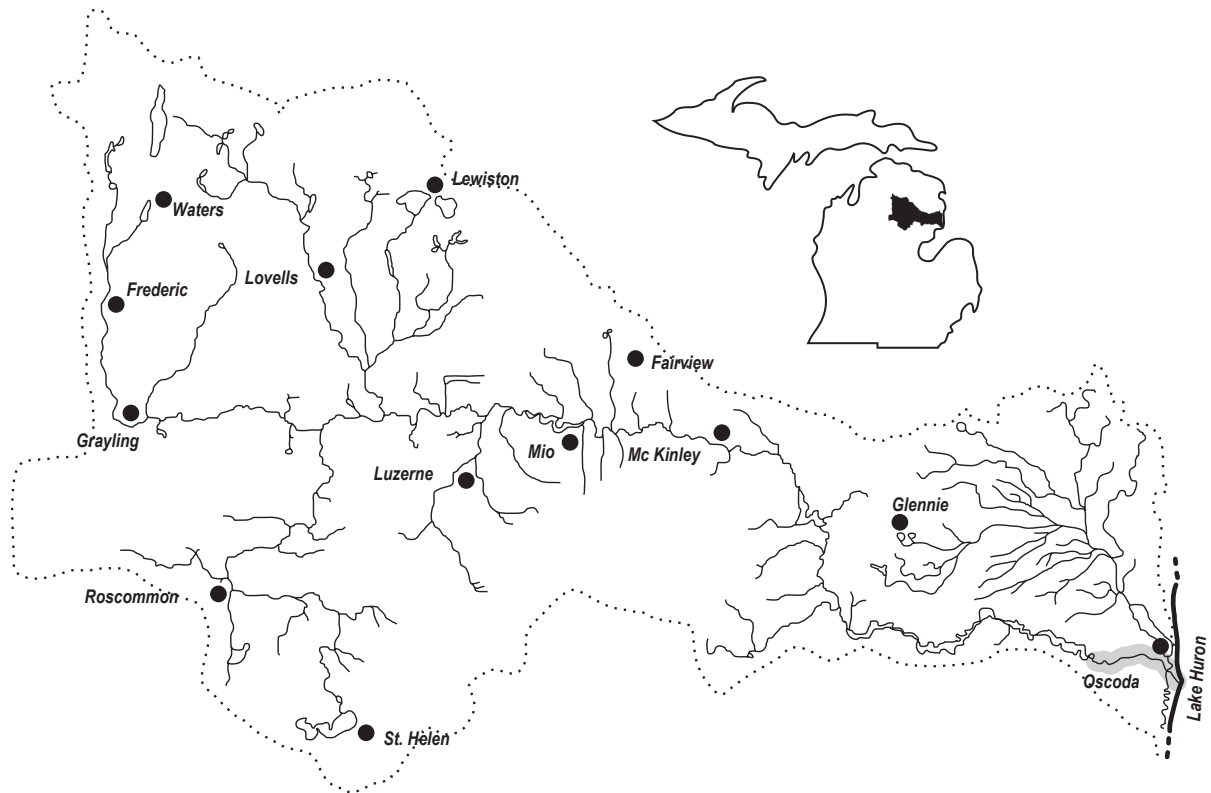 Lewiston
Waters
Lovells
Frederic
Fairview
Grayling
Mio
Mc Kinley
Luzerne
Glennie
Roscommon
Oscoda
Lake Huron
St. Helen